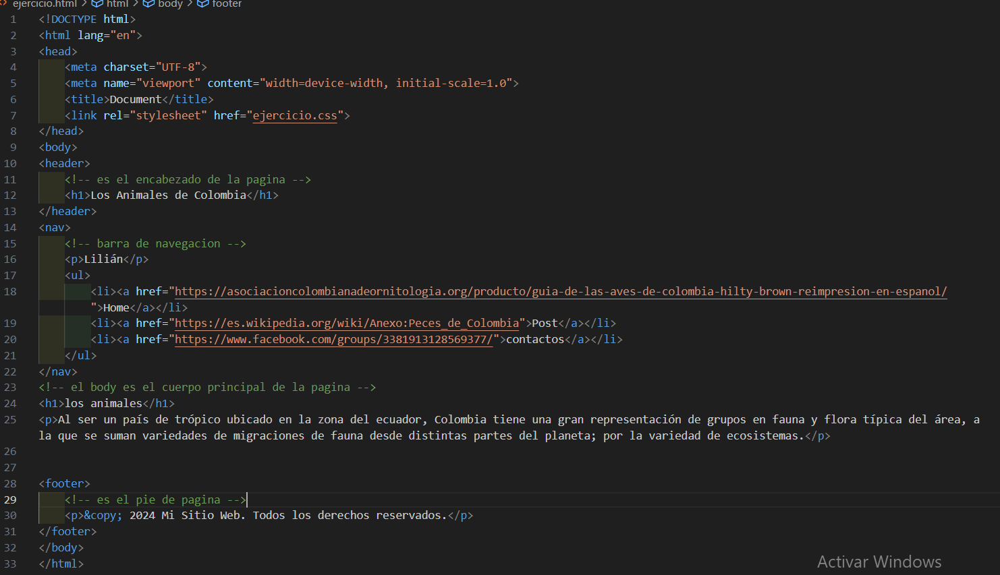 ejercicio.html > html > body > footer
1 <!DOCTYPE html>
2 <html lang="en">
3 <head>
4 <meta charset="UTF-8">
5 <meta name="viewport" content="width=device-width, initial-scale=1.0">
6 <title>Document</title>
7 <link rel="stylesheet" href="ejercicio.css">
8 </head>
9 <body>
10 <header>
11 <!-- es el encabezado de la pagina -->
12 <h1>Los Animales de Colombia</h1>
13 </header>
14 <nav>
15 <!-- barra de navegacion -->
16 <p>Lilián</p>
17 <ul>
18 <li><a href="https://asociacioncolombianadeornitologia.org/producto/guia-de-las-aves-de-colombia-hilty-brown-reimpresion-en-espanol/
">Home</a></li>
19 <li><a href="https://es.wikipedia.org/wiki/Anexo:Peces_de_Colombia">Post</a></li>
20 <li><a href="https://www.facebook.com/groups/3381913128569377/">contactos</a></li>
21 </ul>
22 </nav>
23 <!-- el body es el cuerpo principal de la pagina -->
24 <h1>los animales</h1>
25 <p>Al ser un país de trópico ubicado en la zona del ecuador, Colombia tiene una gran representación de grupos en fauna y flora típica del área, a
la que se suman variedades de migraciones de fauna desde distintas partes del planeta; por la variedad de ecosistemas.</p>
26
27
28 <footer>
29 <!-- es el pie de pagina -->
30 <p>&copy; 2024 Mi Sitio Web. Todos los derechos reservados.</p>
31 </footer>
32 </body>
33 </html>
Activar Windows